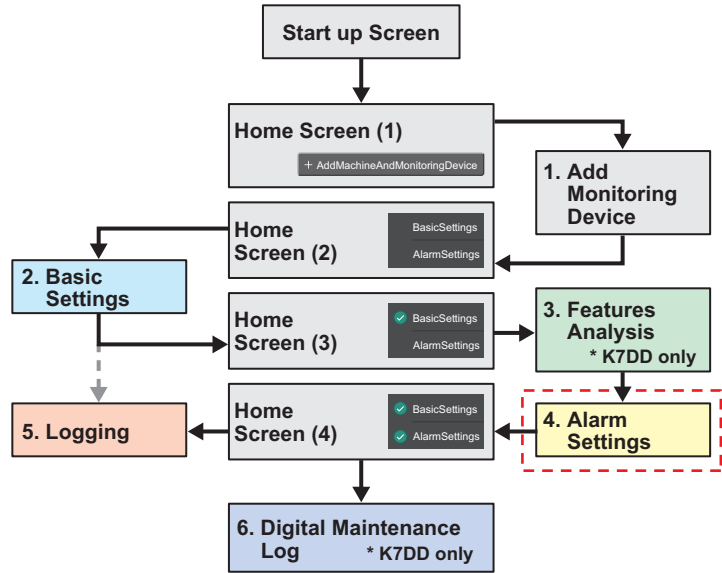 Start up Screen
Home Screen (1)
+ AddMachineAndMonitoringDevice
1. Add
Monitoring
Device
Home
Screen (2)
BasicSettings
AlarmSettings
2. Basic
Settings
Home
Screen (3)
BasicSettings
AlarmSettings
3. Features
Analysis
* K7DD only
5. Logging
Home
Screen (4)
BasicSettings
AlarmSettings
4. Alarm
Settings
6. Digital Maintenance
Log * K7DD only